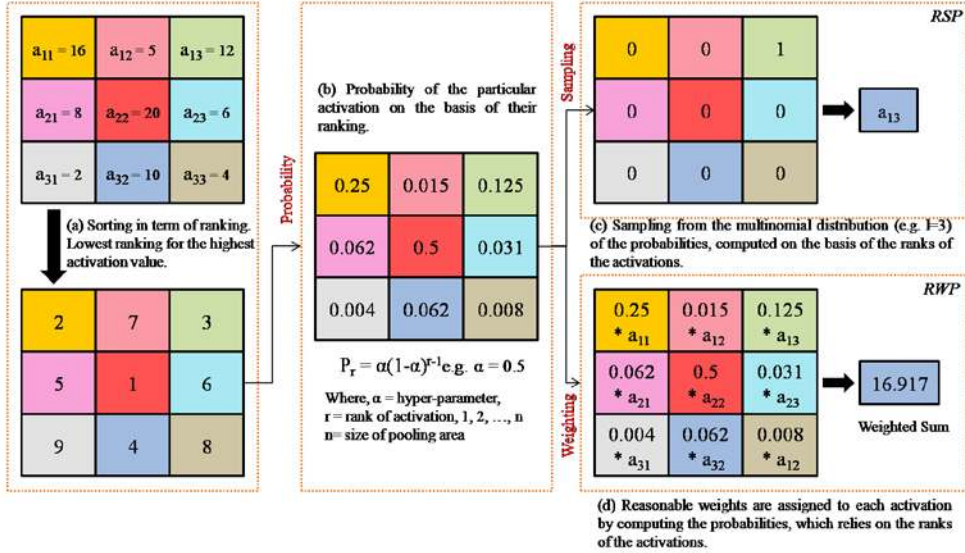 a11 = 16 a12 = 5 a13 = 12
a21 = 8 a22 = 20 a23 = 6
a31 = 2 a32 = 10 a33 = 4
(a) Sorting in term of ranking.
Lowest ranking for the highest
activation value.
2 7 3
5 1 6
9 4 8
Probability
(b) Probability of the particular
activation on the basis of their
ranking.
0.25 0.015 0.125
0.062 0.5 0.031
0.004 0.062 0.008
Pr = α(1-α)^r-1 e.g. α = 0.5
Where, α = hyper-parameter,
r = rank of activation, 1, 2, …, n
n= size of pooling area
Sampling
RSP
0 0 1
0 0 0
0 0 0
a13
(c) Sampling from the multinomial distribution (e.g. l=3)
of the probabilities, computed on the basis of the ranks of
the activations.
Weighting
RWP
0.25 0.015 0.125
* a11 * a12 * a13
0.062 0.5 0.031
* a21 * a22 * a23
0.004 0.062 0.008
* a31 * a32 * a12
16.917
Weighted Sum
(d) Reasonable weights are assigned to each activation
by computing the probabilities, which relies on the ranks
of the activations.